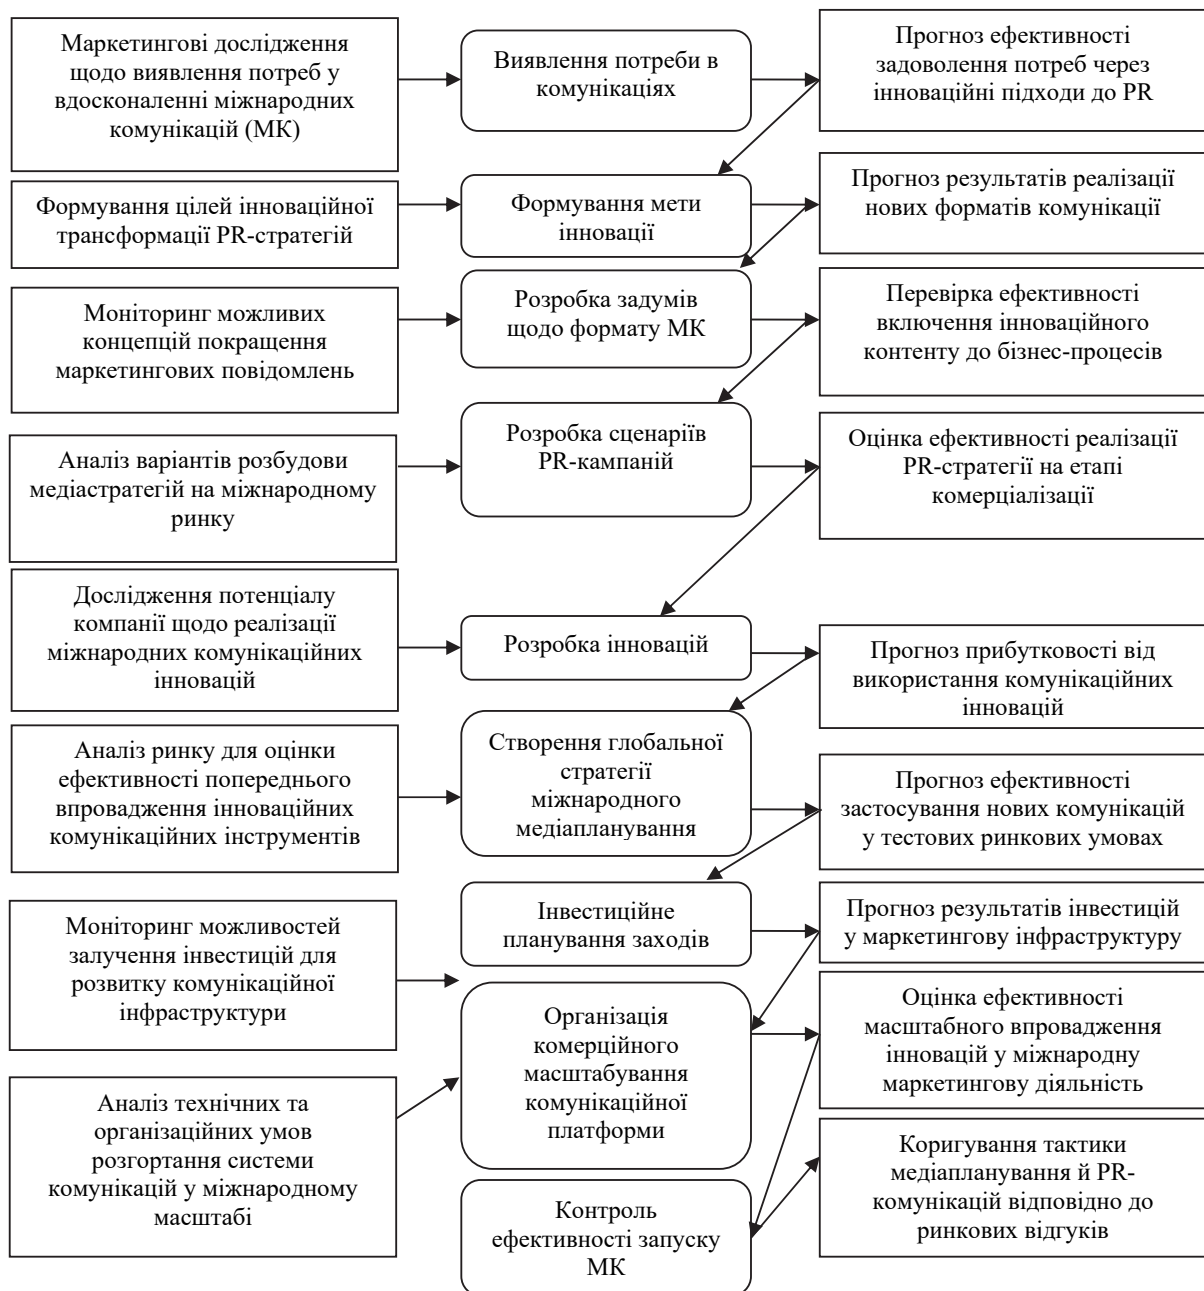 Маркетингові дослідження
щодо виявлення потреб у
вдосконаленні міжнародних
комунікацій (МК)
Виявлення потреби в
комунікаціях
Прогноз ефективності
задоволення потреб через
інноваційні підходи до PR
Формування цілей інноваційної
трансформації PR-стратегій
Формування мети
інновації
Прогноз результатів реалізації
нових форматів комунікації
Моніторинг можливих
концепцій покращення
маркетингових повідомлень
Розробка задумів
щодо формату МК
Перевірка ефективності
включення інноваційного
контенту до бізнес-процесів
Аналіз варіантів розбудови
медіастратегій на міжнародному
ринку
Розробка сценаріїв
PR-кампаній
Оцінка ефективності реалізації
PR-стратегії на етапі
комерціалізації
Дослідження потенціалу
компанії щодо реалізації
міжнародних комунікаційних
інновацій
Розробка інновацій
Прогноз прибутковості від
використання комунікаційних
інновацій
Аналіз ринку для оцінки
ефективності попереднього
впровадження інноваційних
комунікаційних інструментів
Створення глобальної
стратегії
міжнародного
медіапланування
Прогноз ефективності
застосування нових комунікацій
у тестових ринкових умовах
Моніторинг можливостей
залучення інвестицій для
розвитку комунікаційної
інфраструктури
Інвестиційне
планування заходів
Прогноз результатів інвестицій
у маркетингову інфраструктуру
Аналіз технічних та
організаційних умов
розгортання системи
комунікацій у міжнародному
масштабі
Організація
комерційного
масштабування
комунікаційної
платформи
Оцінка ефективності
масштабного впровадження
інновацій у міжнародну
маркетингову діяльність
Контроль
ефективності запуску
МК
Коригування тактики
медіапланування й PR-
комунікацій відповідно до
ринкових відгуків